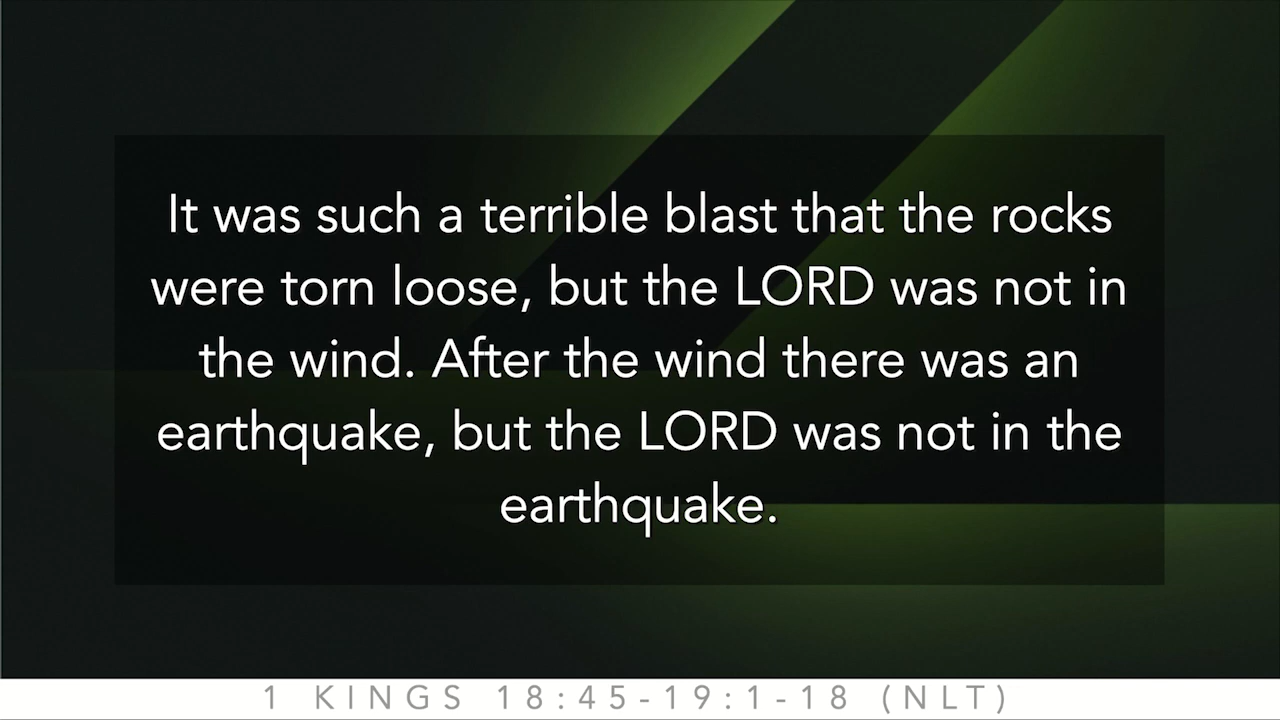 It was such a terrible blast that the rocks
were torn loose, but the LORD was not in
the wind. After the wind there was an
earthquake, but the LORD was not in the
earthquake.
1 KINGS 18:45-19:1-18 (NLT)